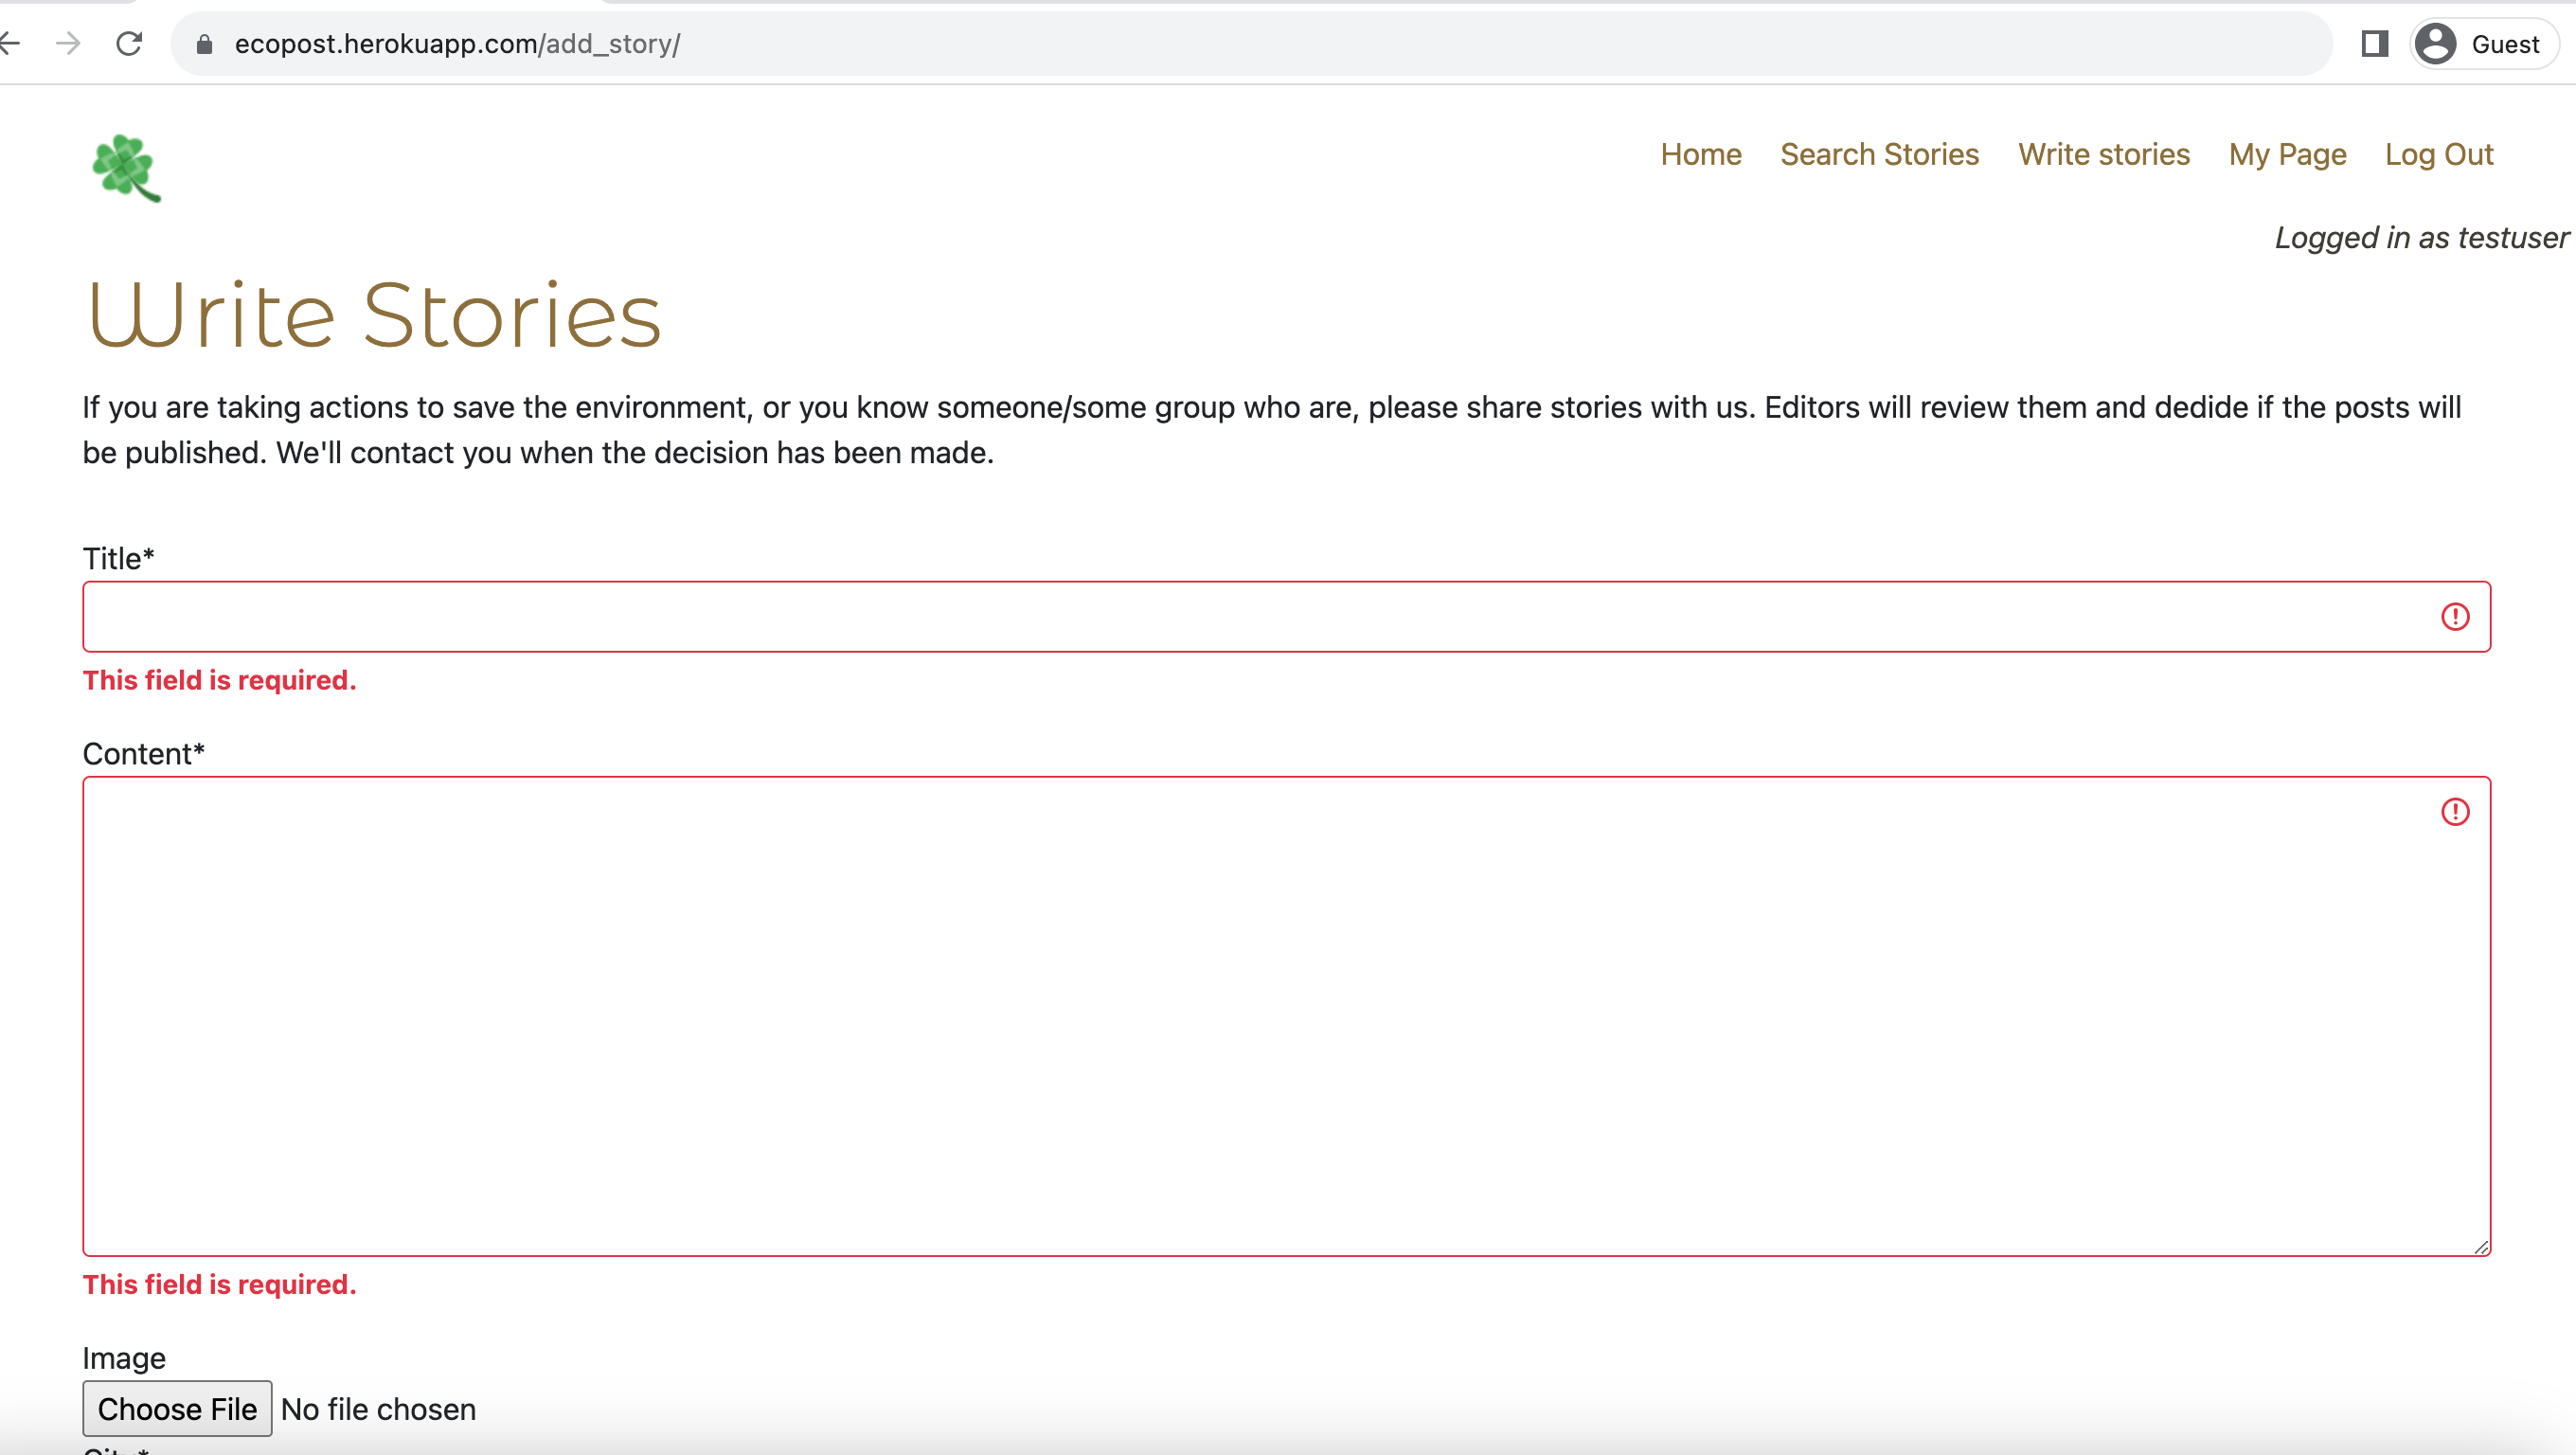 ecopost.herokuapp.com/add_story/
Guest
Home Search Stories Write stories My Page Log Out
Logged in as testuser
Write Stories
If you are taking actions to save the environment, or you know someone/some group who are, please share stories with us. Editors will review them and dedide if the posts will
be published. We'll contact you when the decision has been made.
Title*
This field is required.
Content*
This field is required.
Image
Choose File No file chosen